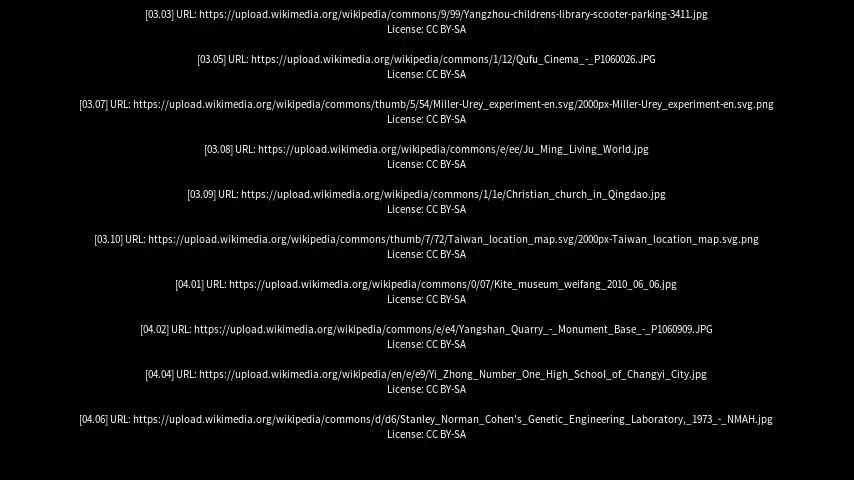 [03.03] URL: https://upload.wikimedia.org/wikipedia/commons/9/99/Yangzhou-childrens-library-scooter-parking-3411.jpg
License: CC BY-SA
[03.05] URL: https://upload.wikimedia.org/wikipedia/commons/1/12/Qufu_Cinema_-_P1060026.JPG
License: CC BY-SA
[03.07] URL: https://upload.wikimedia.org/wikipedia/commons/thumb/5/54/Miller-Urey_experiment-en.svg/2000px-Miller-Urey_experiment-en.svg.png
License: CC BY-SA
[03.08] URL: https://upload.wikimedia.org/wikipedia/commons/e/ee/Ju_Ming_Living_World.jpg
License: CC BY-SA
[03.09] URL: https://upload.wikimedia.org/wikipedia/commons/1/1e/Christian_church_in_Qingdao.jpg
License: CC BY-SA
[03.10] URL: https://upload.wikimedia.org/wikipedia/commons/thumb/7/72/Taiwan_location_map.svg/2000px-Taiwan_location_map.svg.png
License: CC BY-SA
[04.01] URL: https://upload.wikimedia.org/wikipedia/commons/0/07/Kite_museum_weifang_2010_06_06.jpg
License: CC BY-SA
[04.02] URL: https://upload.wikimedia.org/wikipedia/commons/e/e4/Yangshan_Quarry_-_Monument_Base_-_P1060909.JPG
License: CC BY-SA
[04.04] URL: https://upload.wikimedia.org/wikipedia/en/e/e9/Yi_Zhong_Number_One_High_School_of_Changyi_City.jpg
License: CC BY-SA
[04.06] URL: https://upload.wikimedia.org/wikipedia/commons/d/d6/Stanley_Norman_Cohen's_Genetic_Engineering_Laboratory,_1973_-_NMAH.jpg
License: CC BY-SA